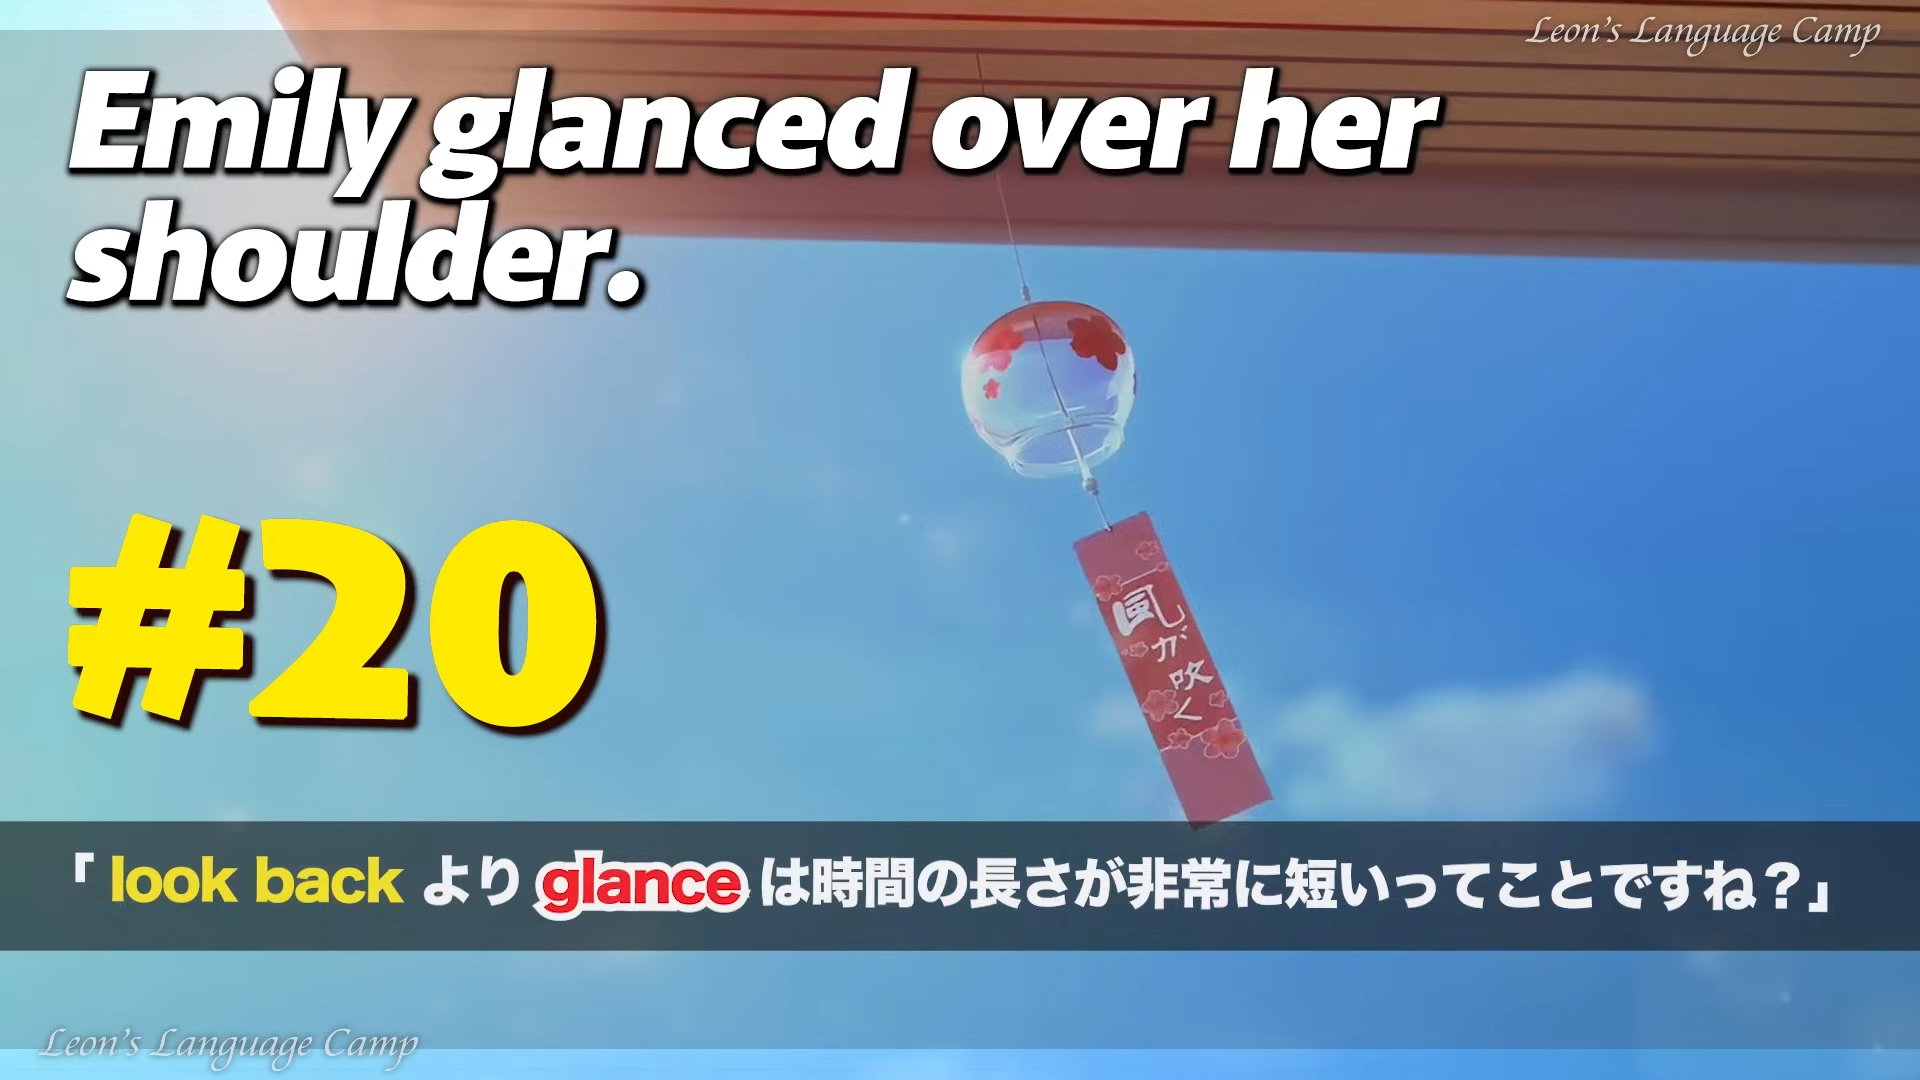 Leon's Language Camp
Emily glanced over her
shoulder.
#20
風が吹く
「look back より glance は時間の長さが非常に短いってことですね？」
Leon's Language Camp